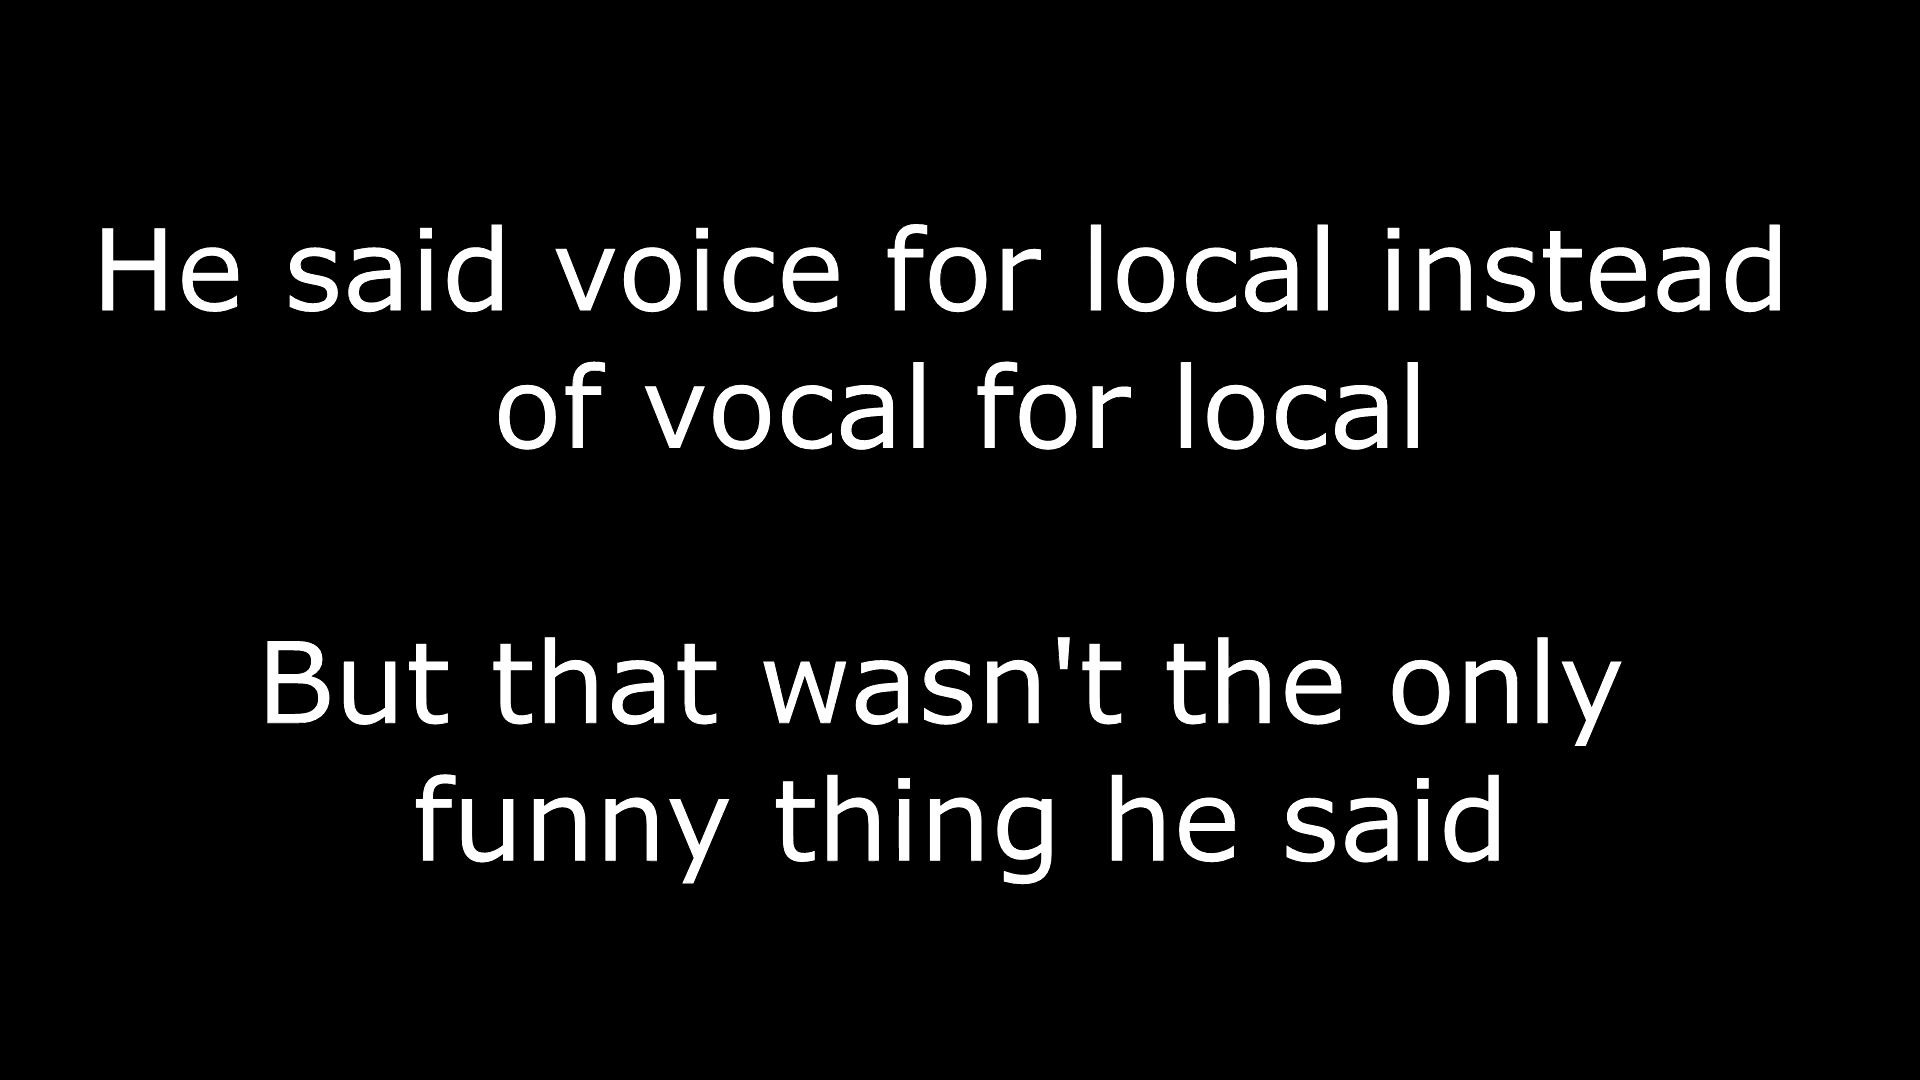 He said voice for local instead
of vocal for local
But that wasn't the only
funny thing he said